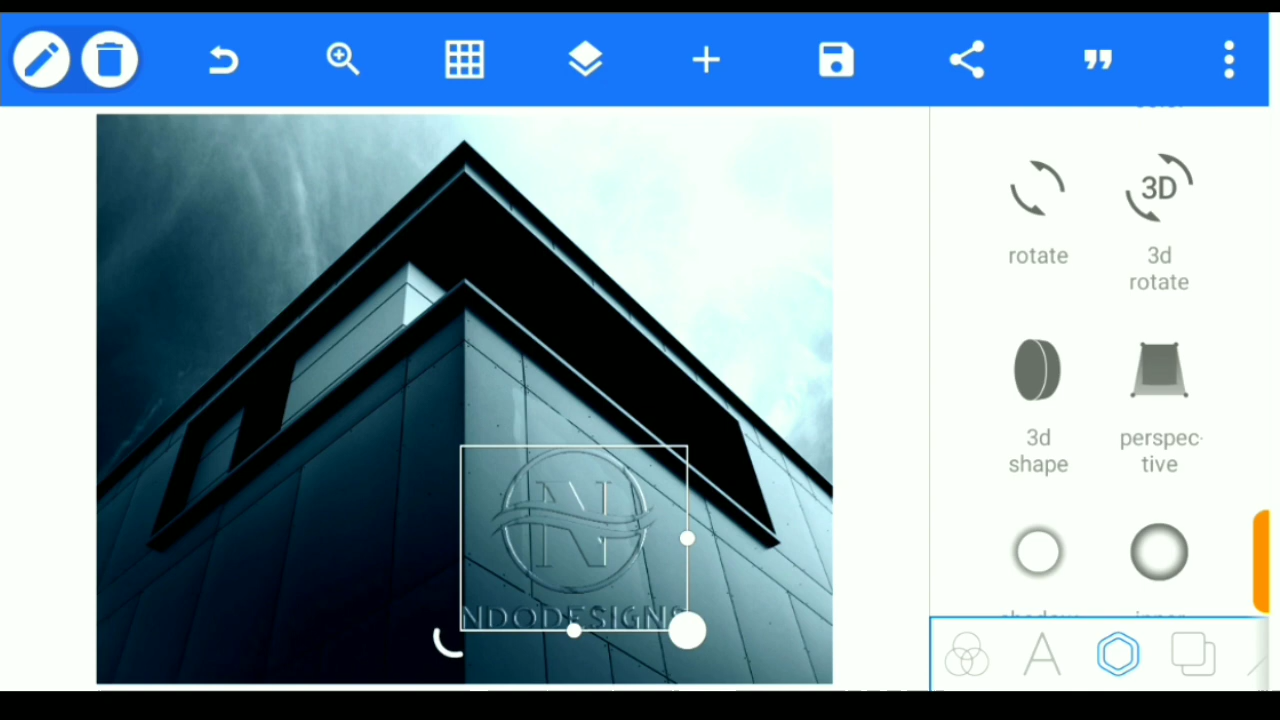 rotate
3D
3d
rotate
3d
shape
perspec-
tive
N
NDODESIGNS
A